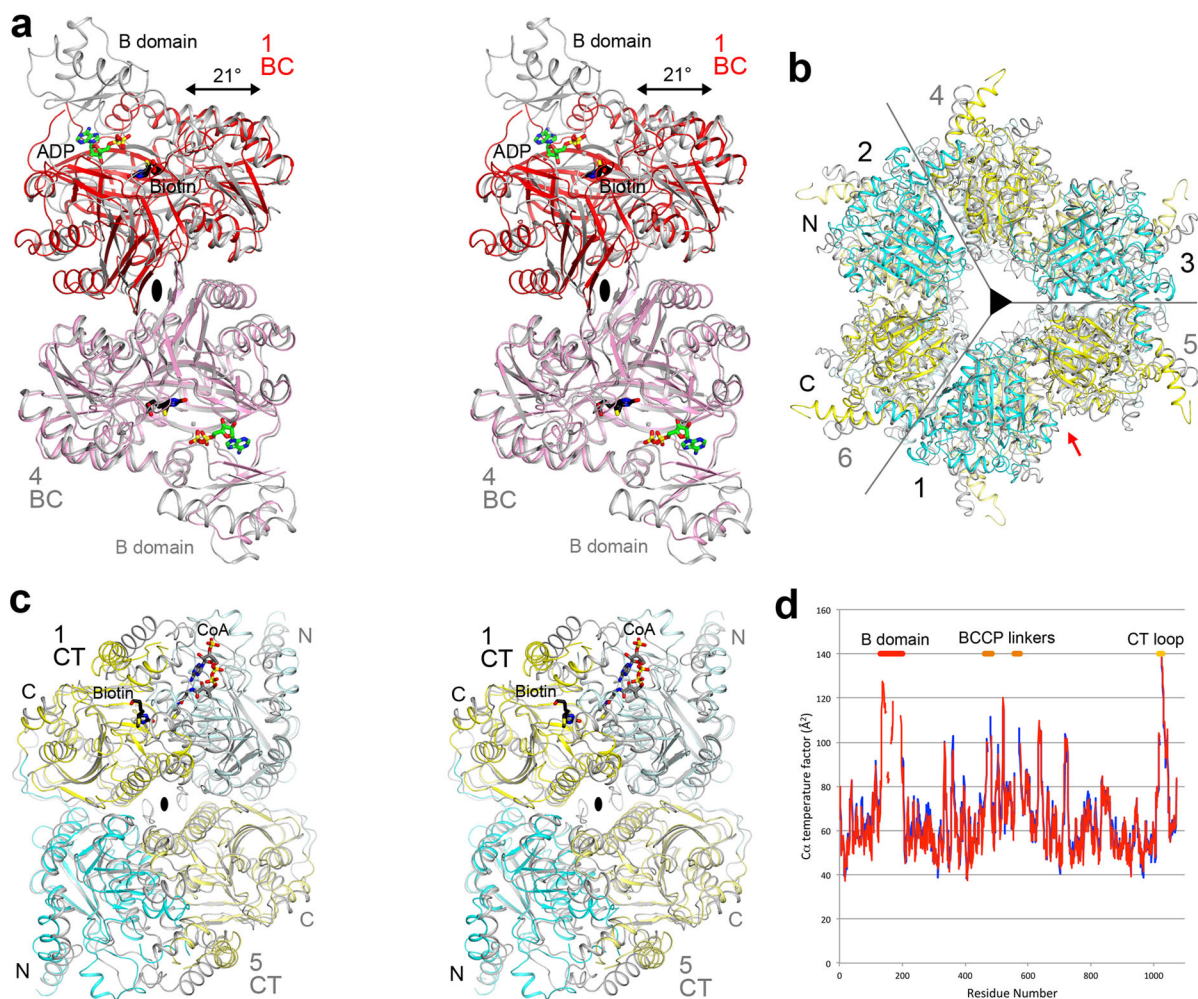 a
B domain
1
BC
21°
ADP
Biotin
4
BC
B domain
B domain
1
BC
21°
ADP
Biotin
4
BC
B domain
b
4
2
N
3
5
C
6
1
c
1
CT
CoA
N
Biotin
C
C
N
5
CT
1
CT
CoA
N
Biotin
C
C
N
5
CT
d
160
140
120
100
80
60
40
20
0
Cα temperature factor (Å²)
B domain
BCCP linkers
CT loop
0
200
400
600
800
1000
Residue Number